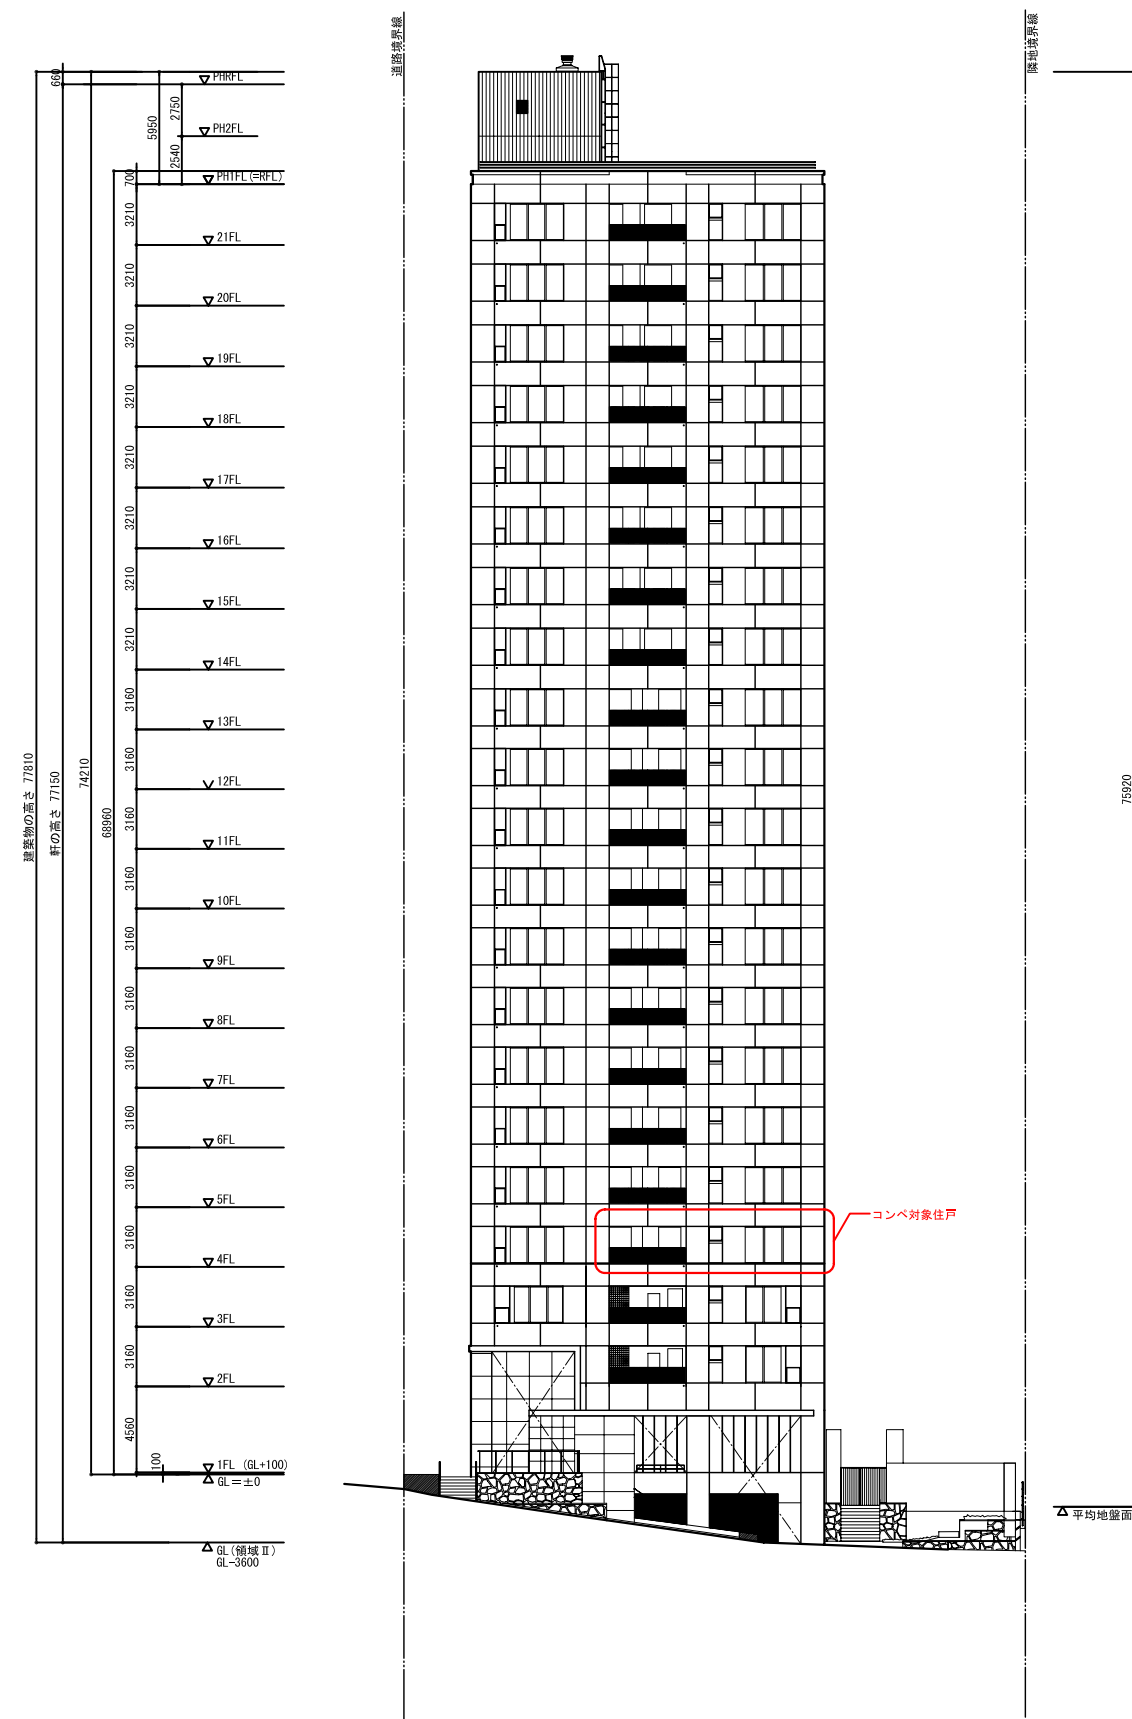 道路境界線
隣地境界線
660
PHRFL
2750
5950
PH2FL
2540
700
PH1FL(=RFL)
3210
21FL
3210
20FL
3210
19FL
3210
18FL
3210
17FL
3210
16FL
3210
15FL
3210
14FL
3160
13FL
3160
12FL
3160
11FL
3160
10FL
3160
9FL
3160
8FL
3160
7FL
3160
6FL
3160
5FL
3160
4FL
3160
3FL
3160
2FL
4560
100
1FL (GL+100)
GL=±0
GL(領域Ⅱ)
GL-3600
建築物の高さ 77810
軒の高さ 77150
74210
68960
75920
コンペ対象住戸
平均地盤面